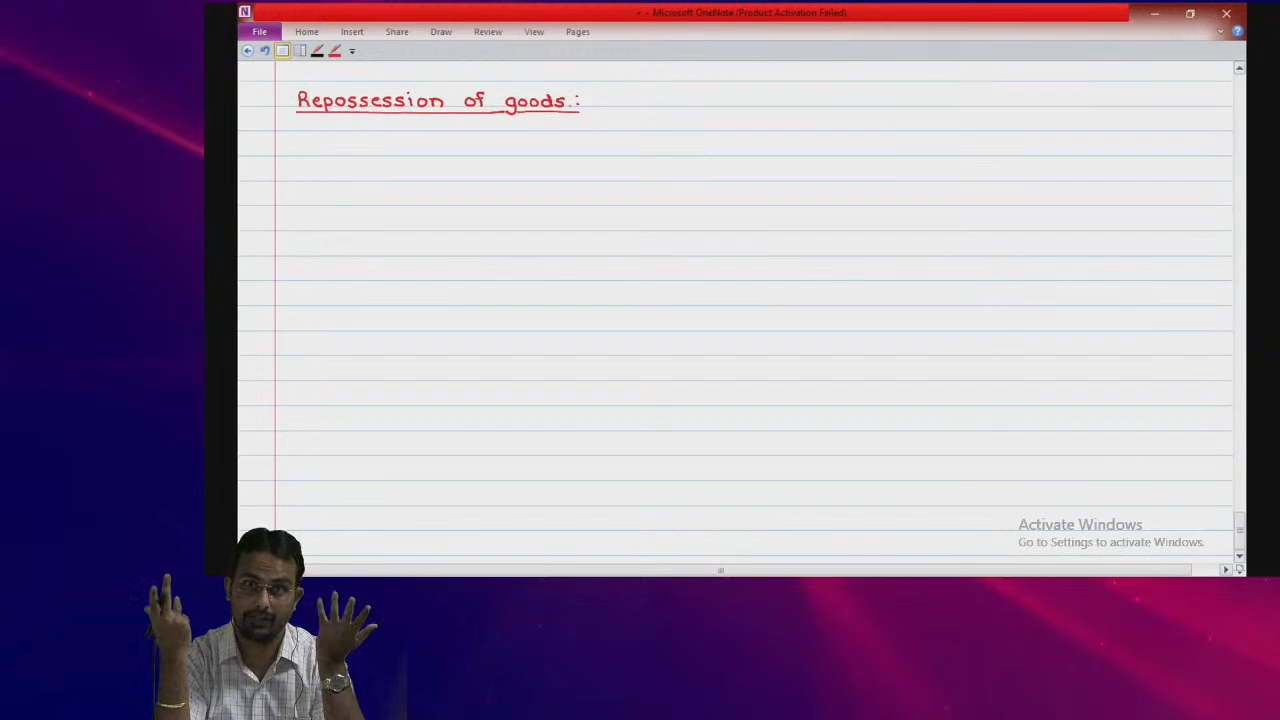 - - Microsoft OneNote (Product Activation Failed)
File Home Insert Share Draw Review View Pages
Repossession of goods.:
Activate Windows
Go to Settings to activate Windows.